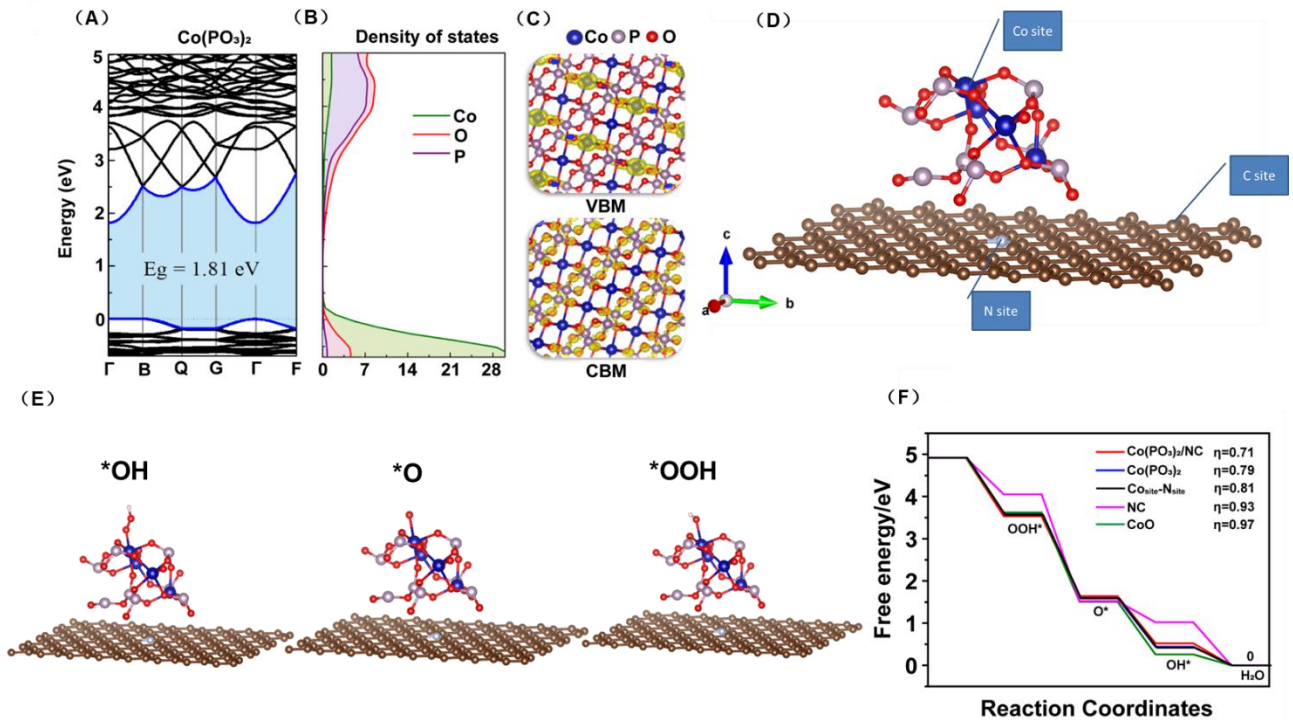 (A)
Co(PO₃)₂
Energy (eV)
5
4
3
2
1
0
Eg = 1.81 eV
Γ B Q G Γ F
(B)
Density of states
Co
O
P
0 7 14 21 28
(C)
Co P O
VBM
CBM
(D)
Co site
C site
N site
c
b
a
(E)
*OH
*O
*OOH
(F)
Free energy/eV
5
4
3
2
1
0
Co(PO₃)₂/NC η=0.71
Co(PO₃)₂ η=0.79
Cosite-Nsite η=0.81
NC η=0.93
CoO η=0.97
OOH*
O*
OH*
0
H₂O
Reaction Coordinates